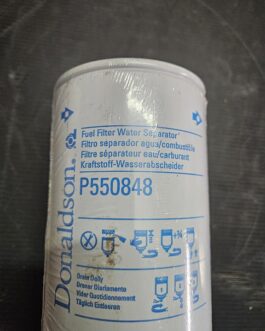 Donaldson.
Fuel Filter Water Separator
Filtro separador agua/combustible
Filtre séparateur eau/carburant
Kraftstoff-Wasserabscheider
P550848
Drain Daily
Drenar Diariamente
Vider Quotidiennement
Täglich Entleeren